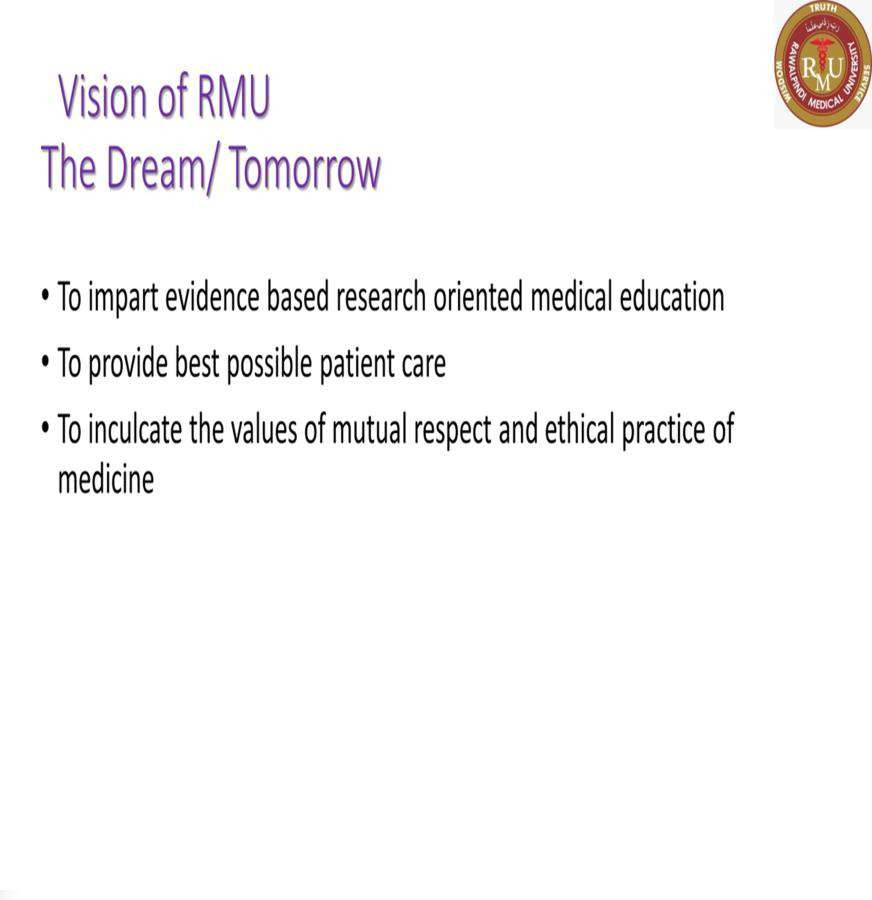 TRUTH
WISDOM
SERVICE
رَبِّ زِدْنِي عِلْمًا
RAWALPINDI MEDICAL UNIVERSITY
RMU
Vision of RMU
The Dream/ Tomorrow
• To impart evidence based research oriented medical education
• To provide best possible patient care
• To inculcate the values of mutual respect and ethical practice of
medicine